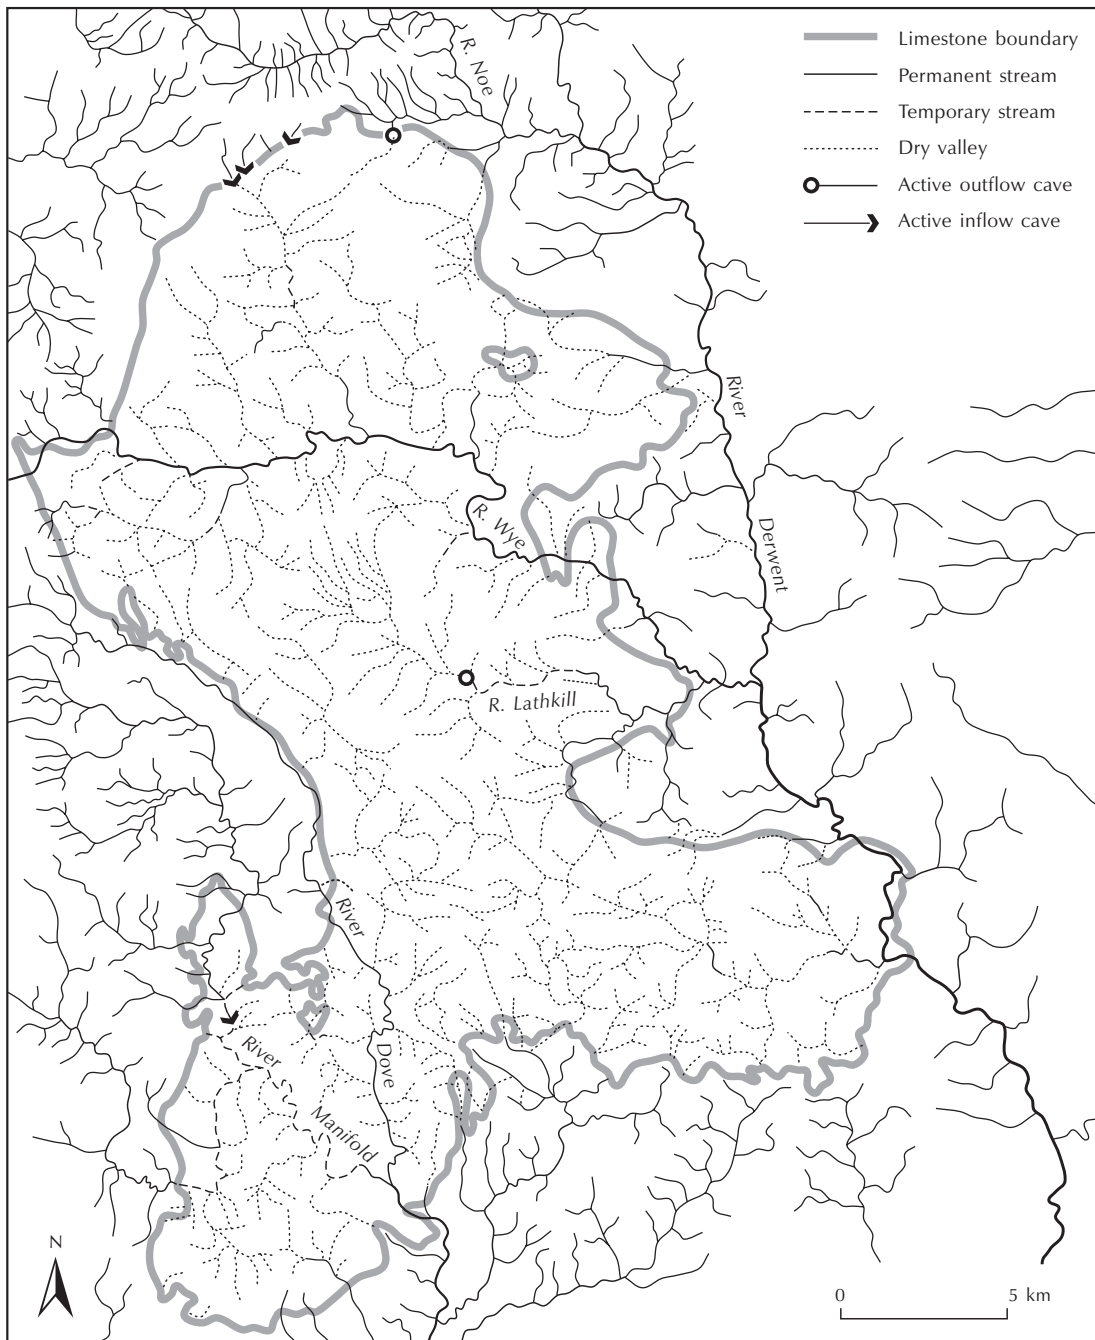 R. Noe
Limestone boundary
Permanent stream
Temporary stream
Dry valley
Active outflow cave
Active inflow cave
River
Derwent
R. Wye
R. Lathkill
River
Dove
River
Manifold
N
0 5 km